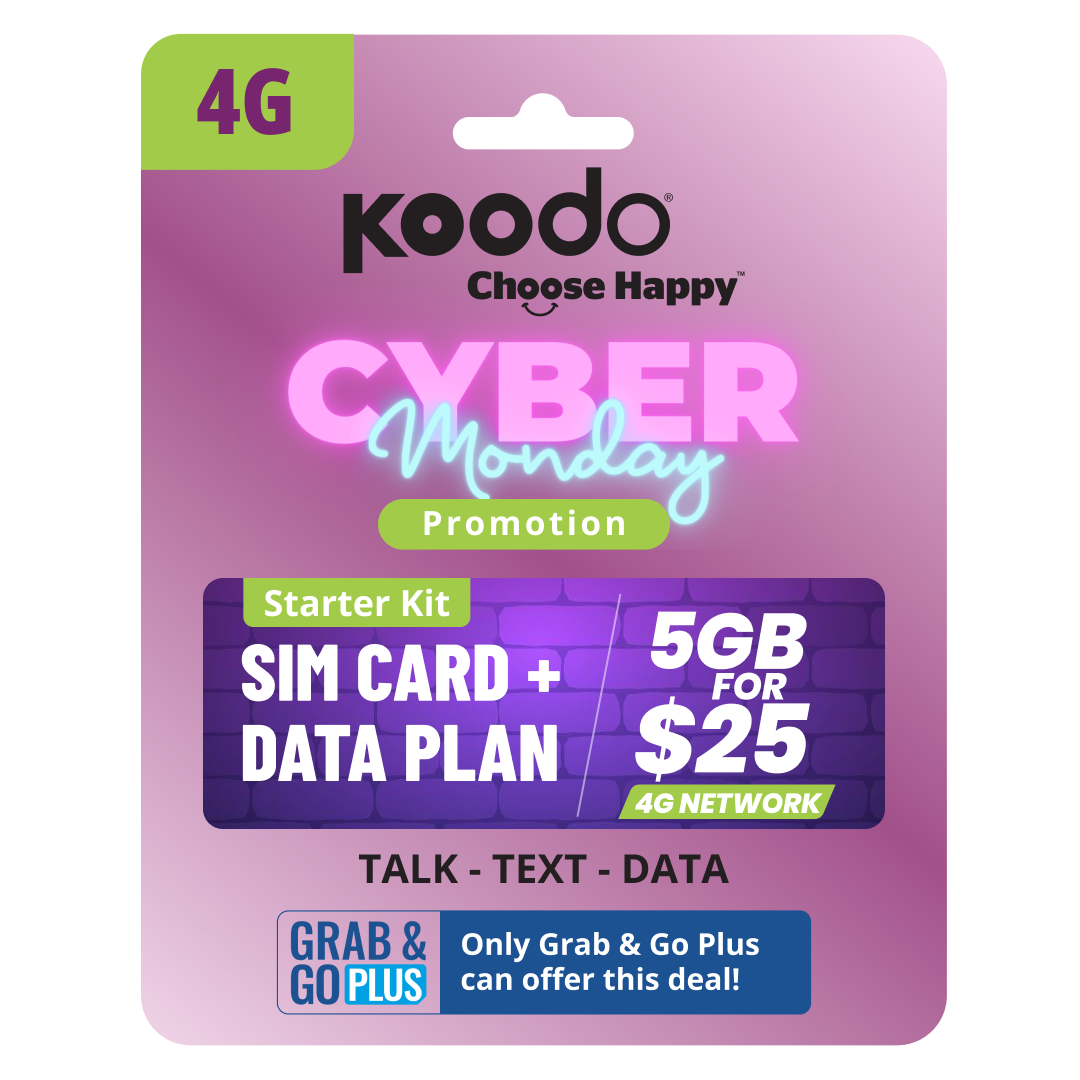 4G
koodo®
Choose Happy™
CYBER
Monday
Promotion
Starter Kit
SIM CARD +
DATA PLAN
5GB
FOR
$25
4G NETWORK
TALK - TEXT - DATA
GRAB &
GO PLUS
Only Grab & Go Plus
can offer this deal!